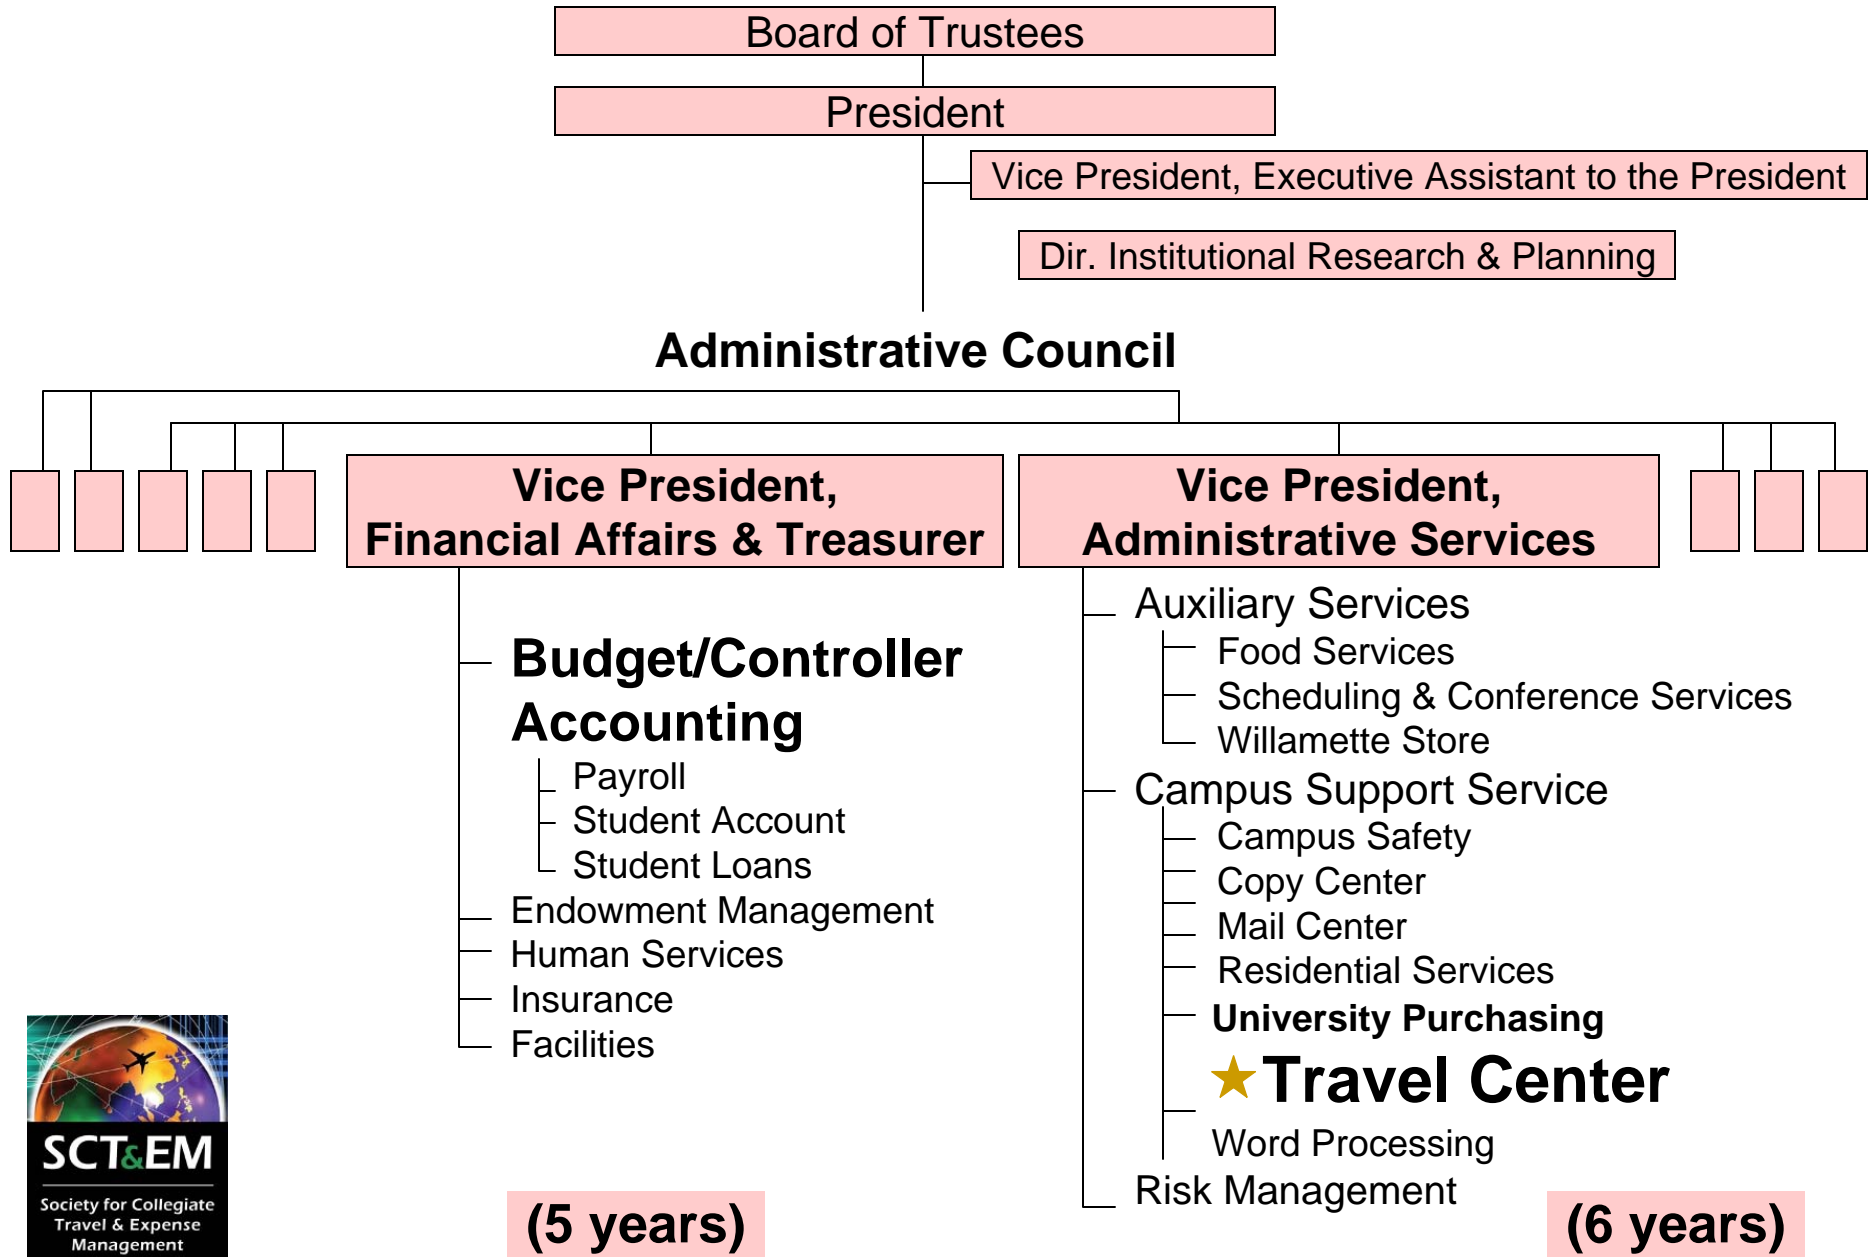 Board of Trustees
President
Vice President, Executive Assistant to the President
Dir. Institutional Research & Planning
Administrative Council
Vice President,
Financial Affairs & Treasurer
Budget/Controller
Accounting
Payroll
Student Account
Student Loans
Endowment Management
Human Services
Insurance
Facilities
(5 years)
Vice President,
Administrative Services
Auxiliary Services
Food Services
Scheduling & Conference Services
Willamette Store
Campus Support Service
Campus Safety
Copy Center
Mail Center
Residential Services
University Purchasing
Travel Center
Word Processing
Risk Management
(6 years)
SCT&EM
Society for Collegiate
Travel & Expense
Management